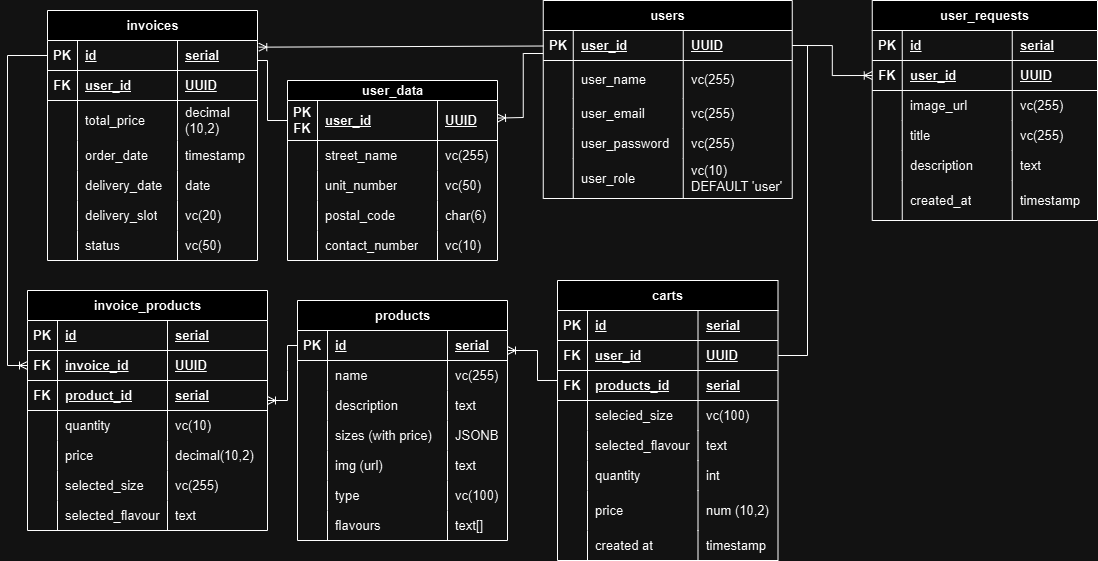 invoices
PK id serial
FK user_id UUID
total_price decimal
(10,2)
order_date timestamp
delivery_date date
delivery_slot vc(20)
status vc(50)
user_data
PK
FK user_id UUID
street_name vc(255)
unit_number vc(50)
postal_code char(6)
contact_number vc(10)
users
PK user_id UUID
user_name vc(255)
user_email vc(255)
user_password vc(255)
user_role vc(10)
DEFAULT 'user'
user_requests
PK id serial
FK user_id UUID
image_url vc(255)
title vc(255)
description text
created_at timestamp
invoice_products
PK id serial
FK invoice_id UUID
FK product_id serial
quantity vc(10)
price decimal(10,2)
selected_size vc(255)
selected_flavour text
products
PK id serial
name vc(255)
description text
sizes (with price) JSONB
img (url) text
type vc(100)
flavours text[]
carts
PK id serial
FK user_id UUID
FK products_id serial
selecied_size vc(100)
selected_flavour text
quantity int
price num (10,2)
created at timestamp